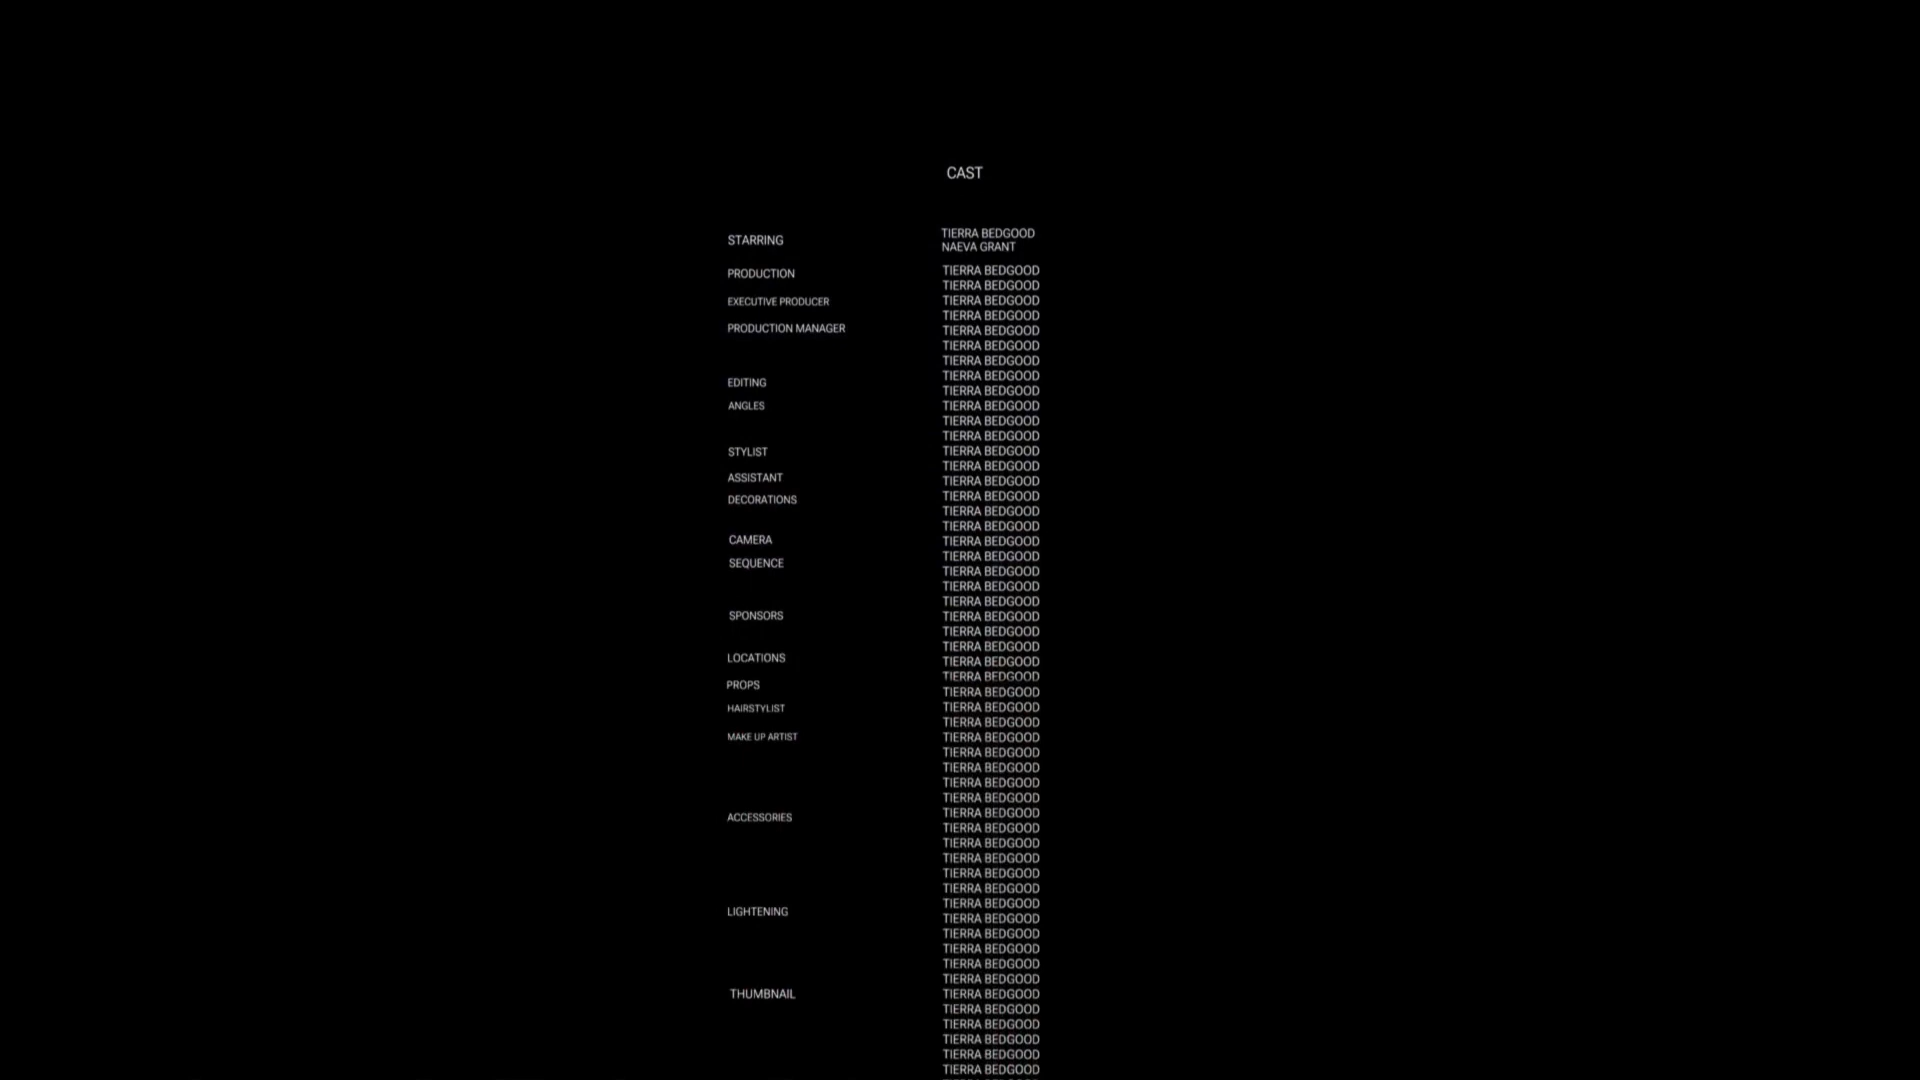 CAST
STARRING TIERRA BEDGOOD
NAEVA GRANT
PRODUCTION TIERRA BEDGOOD
TIERRA BEDGOOD
EXECUTIVE PRODUCER TIERRA BEDGOOD
TIERRA BEDGOOD
PRODUCTION MANAGER TIERRA BEDGOOD
TIERRA BEDGOOD
TIERRA BEDGOOD
TIERRA BEDGOOD
EDITING TIERRA BEDGOOD
ANGLES TIERRA BEDGOOD
TIERRA BEDGOOD
TIERRA BEDGOOD
STYLIST TIERRA BEDGOOD
TIERRA BEDGOOD
ASSISTANT TIERRA BEDGOOD
DECORATIONS TIERRA BEDGOOD
TIERRA BEDGOOD
TIERRA BEDGOOD
CAMERA TIERRA BEDGOOD
TIERRA BEDGOOD
SEQUENCE TIERRA BEDGOOD
TIERRA BEDGOOD
TIERRA BEDGOOD
SPONSORS TIERRA BEDGOOD
TIERRA BEDGOOD
TIERRA BEDGOOD
LOCATIONS TIERRA BEDGOOD
TIERRA BEDGOOD
PROPS TIERRA BEDGOOD
HAIRSTYLIST TIERRA BEDGOOD
TIERRA BEDGOOD
MAKE UP ARTIST TIERRA BEDGOOD
TIERRA BEDGOOD
TIERRA BEDGOOD
TIERRA BEDGOOD
TIERRA BEDGOOD
ACCESSORIES TIERRA BEDGOOD
TIERRA BEDGOOD
TIERRA BEDGOOD
TIERRA BEDGOOD
TIERRA BEDGOOD
TIERRA BEDGOOD
TIERRA BEDGOOD
LIGHTENING TIERRA BEDGOOD
TIERRA BEDGOOD
TIERRA BEDGOOD
TIERRA BEDGOOD
TIERRA BEDGOOD
THUMBNAIL TIERRA BEDGOOD
TIERRA BEDGOOD
TIERRA BEDGOOD
TIERRA BEDGOOD
TIERRA BEDGOOD
TIERRA BEDGOOD